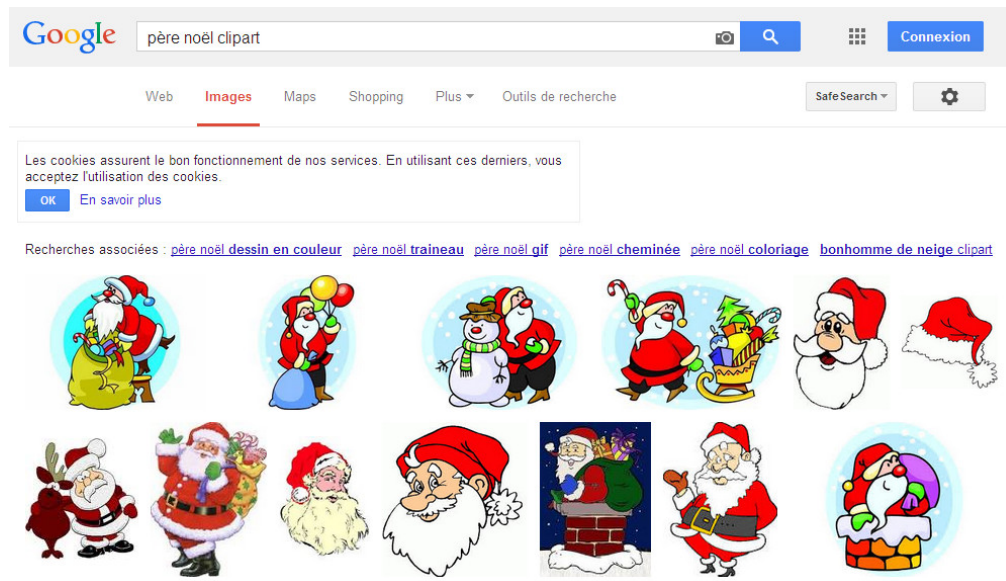 Google père noël clipart Connexion
Web Images Maps Shopping Plus Outils de recherche SafeSearch
Les cookies assurent le bon fonctionnement de nos services. En utilisant ces derniers, vous
acceptez l'utilisation des cookies.
OK En savoir plus
Recherches associées : père noël dessin en couleur père noël traineau père noël gif père noël cheminée père noël coloriage bonhomme de neige clipart